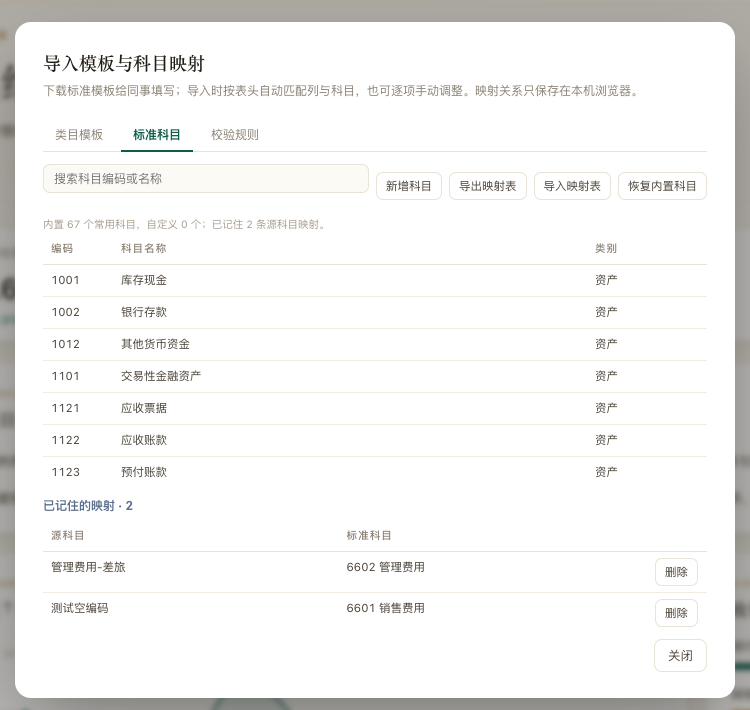 导入模板与科目映射
下载标准模板给同事填写；导入时按表头自动匹配列与科目，也可逐项手动调整。映射关系只保存在本机浏览器。
类目模板 标准科目 校验规则
搜索科目编码或名称 新增科目 导出映射表 导入映射表 恢复内置科目
内置 67 个常用科目，自定义 0 个；已记住 2 条源科目映射。
编码 科目名称 类别
1001 库存现金 资产
1002 银行存款 资产
1012 其他货币资金 资产
1101 交易性金融资产 资产
1121 应收票据 资产
1122 应收账款 资产
1123 预付账款 资产
已记住的映射 · 2
源科目 标准科目
管理费用-差旅 6602 管理费用 删除
测试空编码 6601 销售费用 删除
关闭